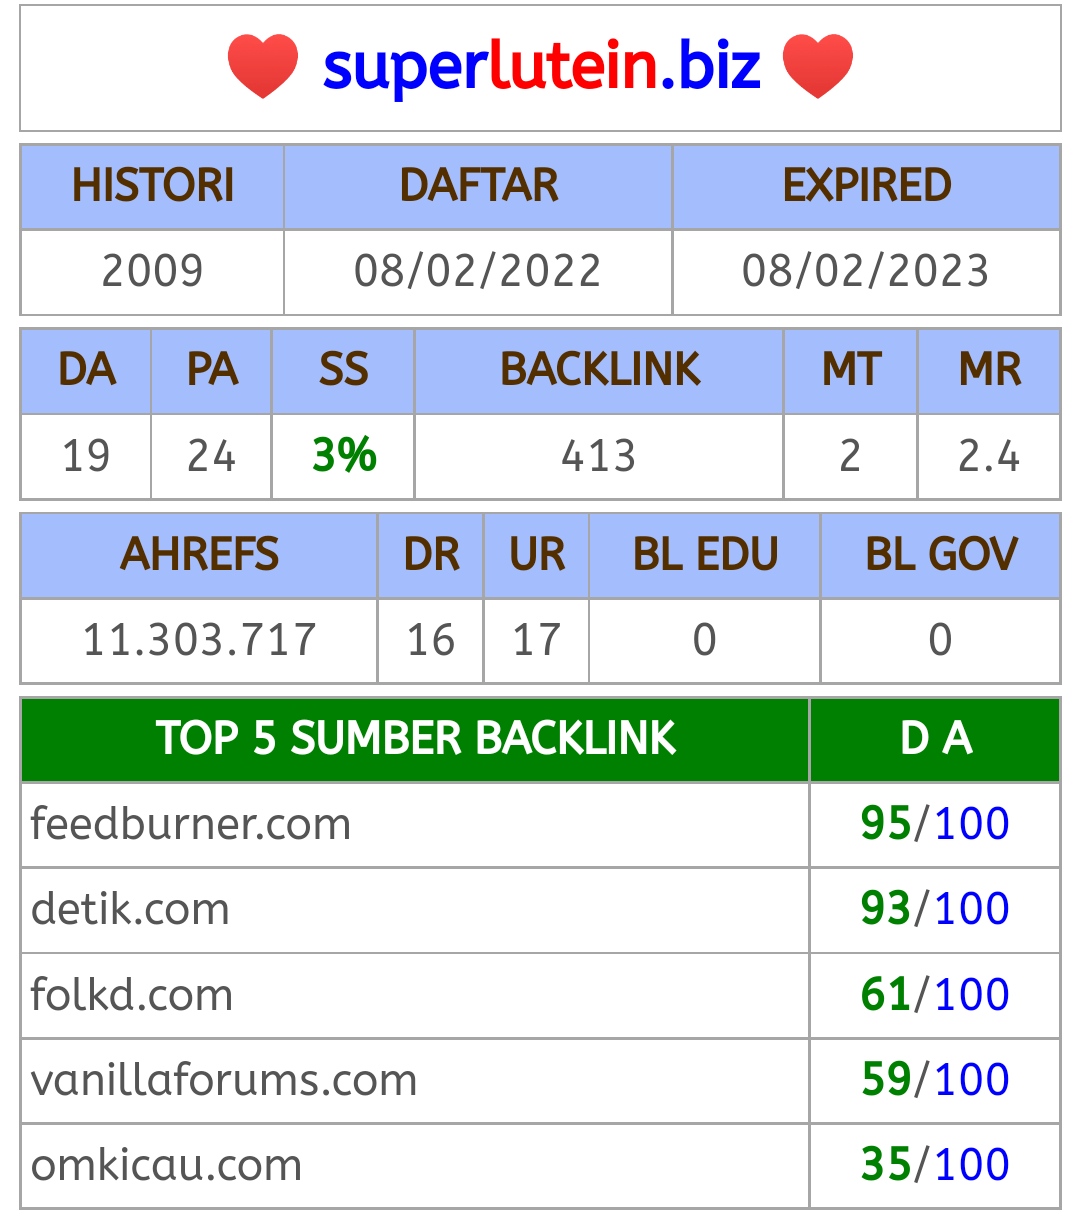 superlutein.biz
HISTORI DAFTAR EXPIRED
2009 08/02/2022 08/02/2023
DA PA SS BACKLINK MT MR
19 24 3% 413 2 2.4
AHREFS DR UR BL EDU BL GOV
11.303.717 16 17 0 0
TOP 5 SUMBER BACKLINK D A
feedburner.com 95/100
detik.com 93/100
folkd.com 61/100
vanillaforums.com 59/100
omkicau.com 35/100